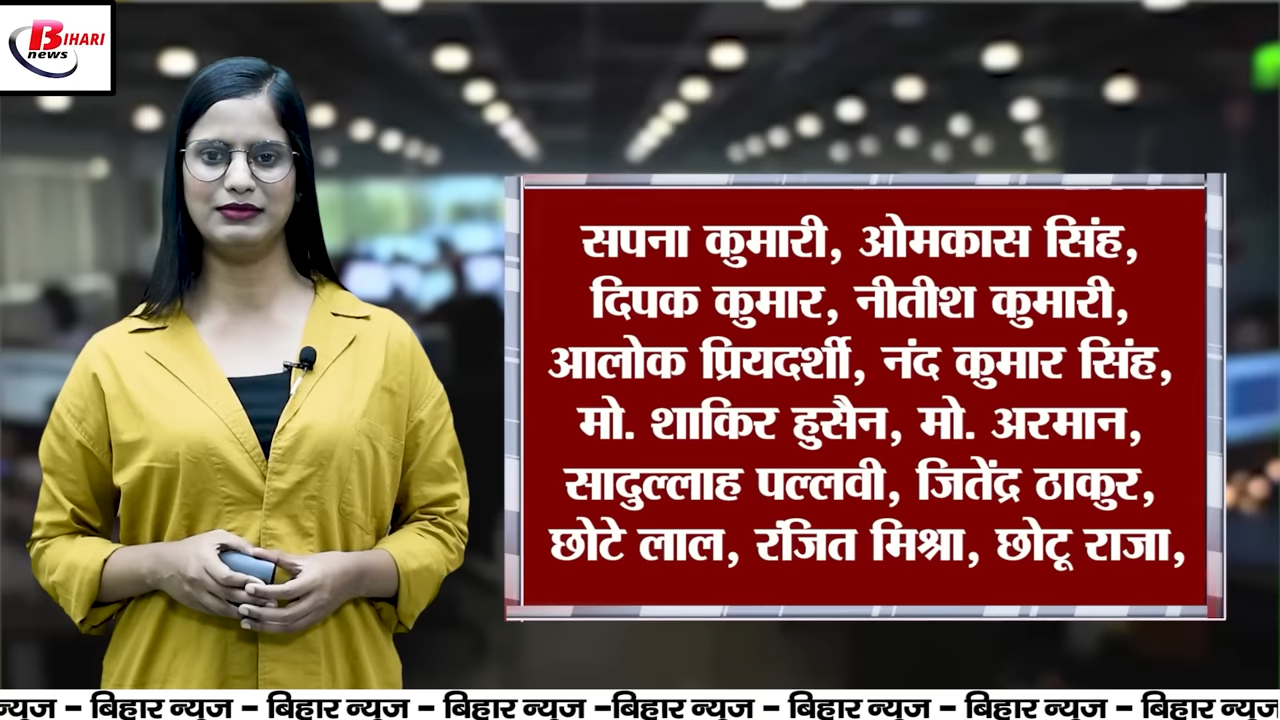 BIHARI
news
सपना कुमारी, ओमकास सिंह,
दिपक कुमार, नीतीश कुमारी,
आलोक प्रियदर्शी, नंद कुमार सिंह,
मो. शाकिर हुसैन, मो. अरमान,
सादुल्लाह पल्लवी, जितेंद्र ठाकुर,
छोटे लाल, रंजित मिश्रा, छोटू राजा,
न्यूज – बिहार न्यूज – बिहार न्यूज – बिहार न्यूज –बिहार न्यूज – बिहार न्यूज – बिहार न्यूज